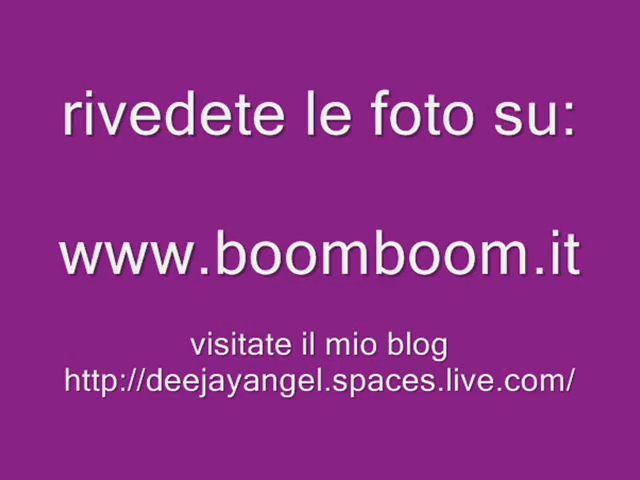 rivedete le foto su:
www.boomboom.it
visitate il mio blog
http://deejayangel.spaces.live.com/